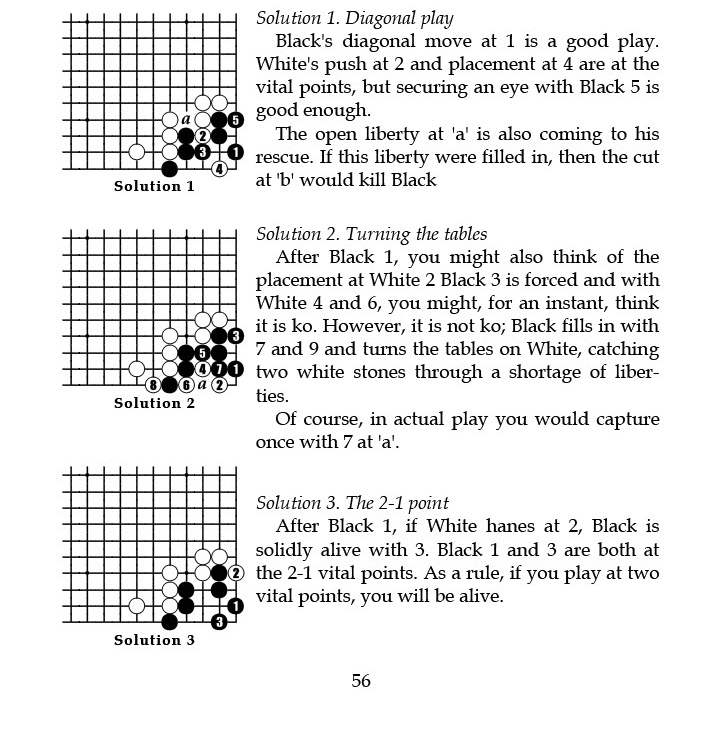 Solution 1. Diagonal play
Black's diagonal move at 1 is a good play.
White's push at 2 and placement at 4 are at the
vital points, but securing an eye with Black 5 is
good enough.
The open liberty at 'a' is also coming to his
rescue. If this liberty were filled in, then the cut
at 'b' would kill Black
a 5
2
3 1
4
Solution 1
Solution 2. Turning the tables
After Black 1, you might also think of the
placement at White 2 Black 3 is forced and with
White 4 and 6, you might, for an instant, think
it is ko. However, it is not ko; Black fills in with
7 and 9 and turns the tables on White, catching
two white stones through a shortage of liber-
ties.
Of course, in actual play you would capture
once with 7 at 'a'.
3
5
4 7 1
8 6 a 2
Solution 2
Solution 3. The 2-1 point
After Black 1, if White hanes at 2, Black is
solidly alive with 3. Black 1 and 3 are both at
the 2-1 vital points. As a rule, if you play at two
vital points, you will be alive.
2
1
3
Solution 3
56